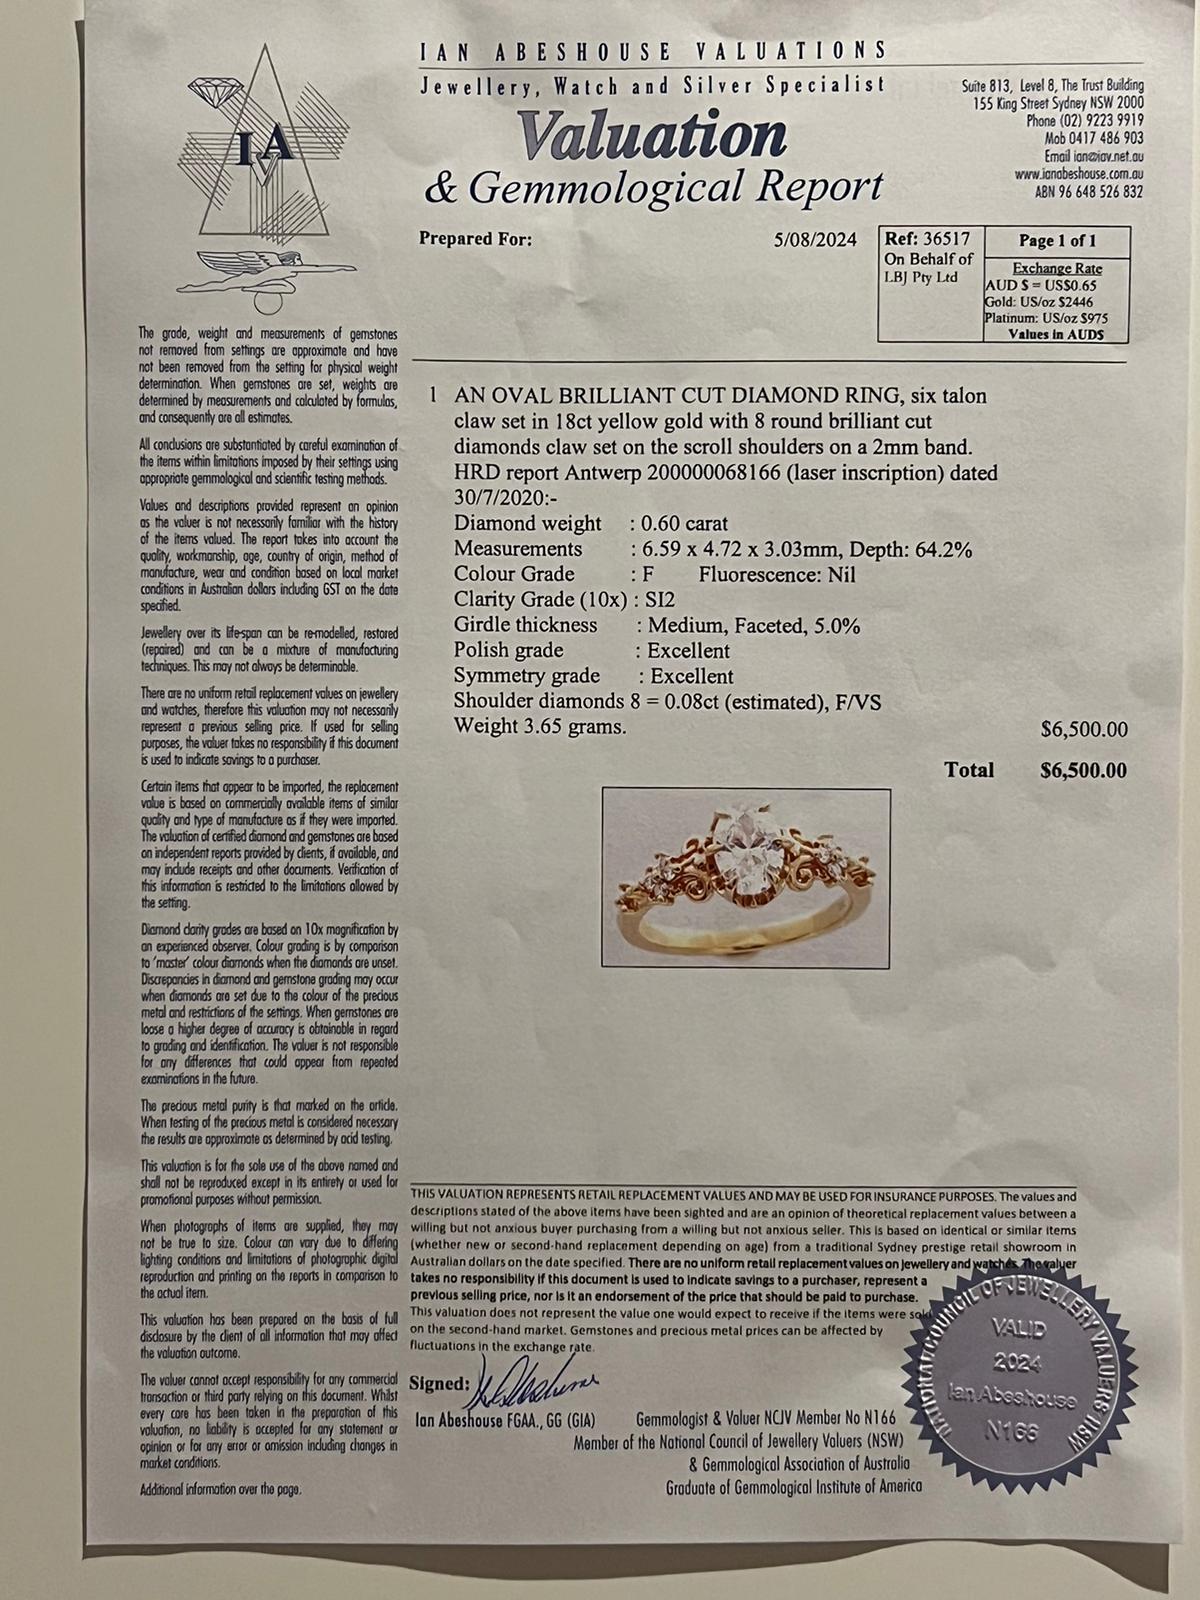 IAN ABESHOUSE VALUATIONS
Jewellery, Watch and Silver Specialist
Valuation
& Gemmological Report
Suite 813, Level 8, The Trust Building
155 King Street Sydney NSW 2000
Phone (02) 9223 9919
Mob 0417 486 903
Email ian@iav.net.au
www.ianabeshouse.com.au
ABN 96 648 526 832
IVA
Prepared For:
5/08/2024
Ref: 36517
On Behalf of
LBJ Pty Ltd
Page 1 of 1
Exchange Rate
AUD $ = US$0.65
Gold: US/oz $2446
Platinum: US/oz $975
Values in AUD$
The grade, weight and measurements of gemstones
not removed from settings are approximate and have
not been removed from the setting for physical weight
determination. When gemstones are set, weights are
determined by measurements and calculated by formulas,
and consequently are all estimates.
All conclusions are substantiated by careful examination of
the items within limitations imposed by their settings using
appropriate gemmological and scientific testing methods.
Values and descriptions provided represent an opinion
as the valuer is not necessarily familiar with the history
of the items valued. The report takes into account the
quality, workmanship, age, country of origin, method of
manufacture, wear and condition based on local market
conditions in Australian dollars including GST on the date
specified.
Jewellery over its life-span can be re-modelled, restored
(repaired) and can be a mixture of manufacturing
techniques. This may not always be determinable.
There are no uniform retail replacement values on jewellery
and watches, therefore this valuation may not necessarily
represent a previous selling price. If used for selling
purposes, the valuer takes no responsibility if this document
is used to indicate savings to a purchaser.
Certain items that appear to be imported, the replacement
value is based on commercially available items of similar
quality and type of manufacture as if they were imported.
The valuation of certified diamond and gemstones are based
on independent reports provided by clients, if available, and
may include receipts and other documents. Verification of
this information is restricted to the limitations allowed by
the setting.
Diamond clarity grades are based on 10x magnification by
an experienced observer. Colour grading is by comparison
to 'master' colour diamonds when the diamonds are unset.
Discrepancies in diamond and gemstone grading may occur
when diamonds are set due to the colour of the precious
metal and restrictions of the settings. When gemstones are
loose a higher degree of accuracy is obtainable in regard
to grading and identification. The valuer is not responsible
for any differences that could appear from repeated
examinations in the future.
The precious metal purity is that marked on the article.
When testing of the precious metal is considered necessary
the results are approximate as determined by acid testing.
This valuation is for the sole use of the above named and
shall not be reproduced except in its entirety or used for
promotional purposes without permission.
When photographs of items are supplied, they may
not be true to size. Colour can vary due to differing
lighting conditions and limitations of photographic digital
reproduction and printing on the reports in comparison to
the actual item.
This valuation has been prepared on the basis of full
disclosure by the client of all information that may affect
the valuation outcome.
The valuer cannot accept responsibility for any commercial
transaction or third party relying on this document. Whilst
every care has been taken in the preparation of this
valuation, no liability is accepted for any statement or
opinion or for any error or omission including changes in
market conditions.
Additional information over the page.
1 AN OVAL BRILLIANT CUT DIAMOND RING, six talon
claw set in 18ct yellow gold with 8 round brilliant cut
diamonds claw set on the scroll shoulders on a 2mm band.
HRD report Antwerp 200000068166 (laser inscription) dated
30/7/2020:-
Diamond weight : 0.60 carat
Measurements : 6.59 x 4.72 x 3.03mm, Depth: 64.2%
Colour Grade : F Fluorescence: Nil
Clarity Grade (10x) : SI2
Girdle thickness : Medium, Faceted, 5.0%
Polish grade : Excellent
Symmetry grade : Excellent
Shoulder diamonds 8 = 0.08ct (estimated), F/VS
Weight 3.65 grams. $6,500.00
Total $6,500.00
THIS VALUATION REPRESENTS RETAIL REPLACEMENT VALUES AND MAY BE USED FOR INSURANCE PURPOSES. The values and
descriptions stated of the above items have been sighted and are an opinion of theoretical replacement values between a
willing but not anxious buyer purchasing from a willing but not anxious seller. This is based on identical or similar items
(whether new or second-hand replacement depending on age) from a traditional Sydney prestige retail showroom in
Australian dollars on the date specified. There are no uniform retail replacement values on jewellery and watches. The valuer
takes no responsibility if this document is used to indicate savings to a purchaser, represent a
previous selling price, nor is it an endorsement of the price that should be paid to purchase.
This valuation does not represent the value one would expect to receive if the items were sold
on the second-hand market. Gemstones and precious metal prices can be affected by
fluctuations in the exchange rate.
Signed:
Ian Abeshouse FGAA., GG (GIA)
Gemmologist & Valuer NCJV Member No N166
Member of the National Council of Jewellery Valuers (NSW)
& Gemmological Association of Australia
Graduate of Gemmological Institute of America
NATIONAL COUNCIL OF JEWELLERY VALUERS NSW
VALID
2024
Ian Abeshouse
N166